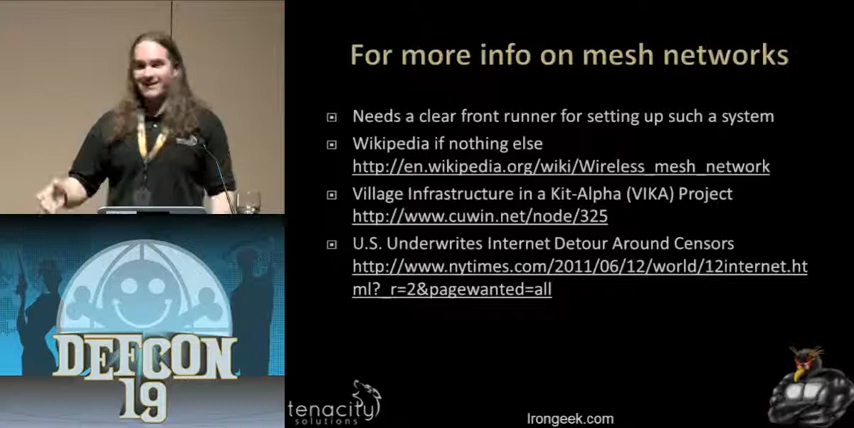 For more info on mesh networks
Needs a clear front runner for setting up such a system
Wikipedia if nothing else
http://en.wikipedia.org/wiki/Wireless_mesh_network
Village Infrastructure in a Kit-Alpha (VIKA) Project
http://www.cuwin.net/node/325
U.S. Underwrites Internet Detour Around Censors
http://www.nytimes.com/2011/06/12/world/12internet.ht
ml?_r=2&pagewanted=all
DEFCON
19
tenacity
solutions
Irongeek.com